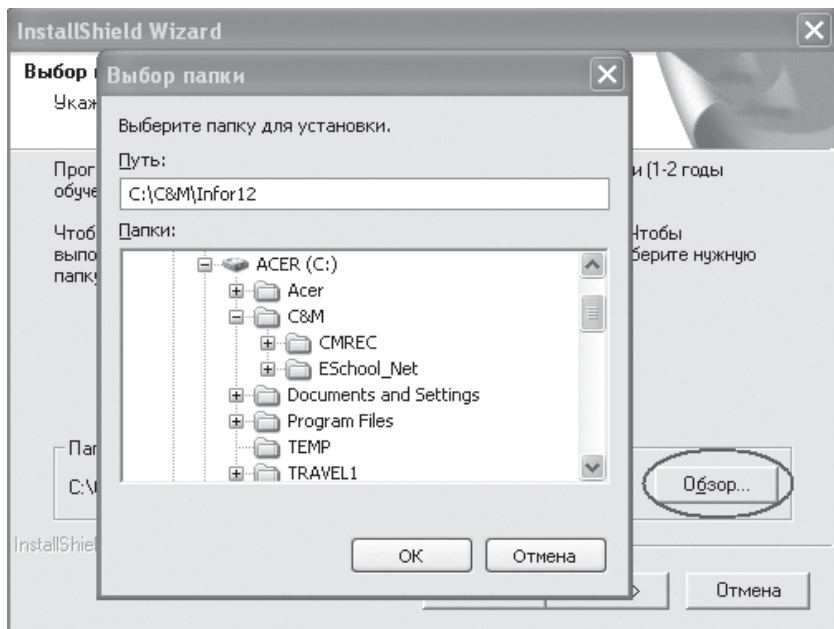 InstallShield Wizard
Выбор
Укаж
Выбор папки
Выберите папку для установки.
Путь:
C:\C&M\Infor12
Папки:
ACER (C:)
Acer
C&M
CMREC
ESchool_Net
Documents and Settings
Program Files
TEMP
TRAVEL1
OK
Отмена
Прог и (1-2 годы
обуче
Чтоб Чтобы
выпо берите нужную
папк
Пап
C:\
Обзор...
InstallShiel
Отмена